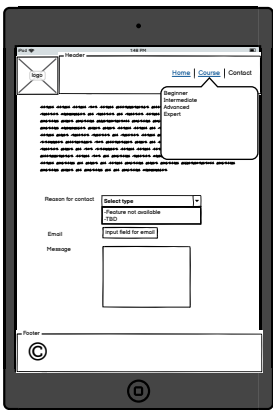 iPod
1:48 PM
Header
logo
Home | Course | Contact
Beginner
Intermediate
Advanced
Expert
Reason for contact
Select type
-Feature not available
-TBD
Email
Input field for email
Message
Footer
©